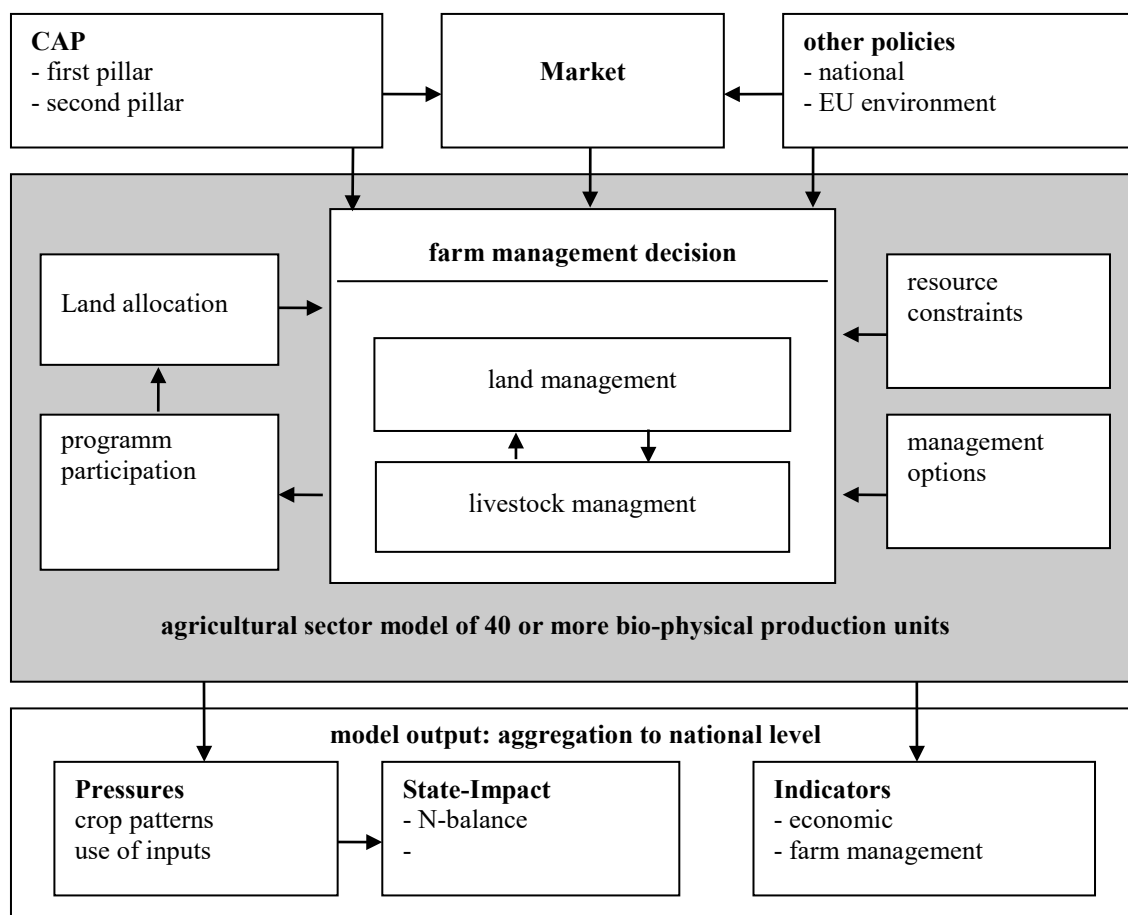 CAP
- first pillar
- second pillar
Market
other policies
- national
- EU environment
farm management decision
Land allocation
resource
constraints
land management
programm
participation
management
options
livestock managment
agricultural sector model of 40 or more bio-physical production units
model output: aggregation to national level
Pressures
crop patterns
use of inputs
State-Impact
- N-balance
-
Indicators
- economic
- farm management